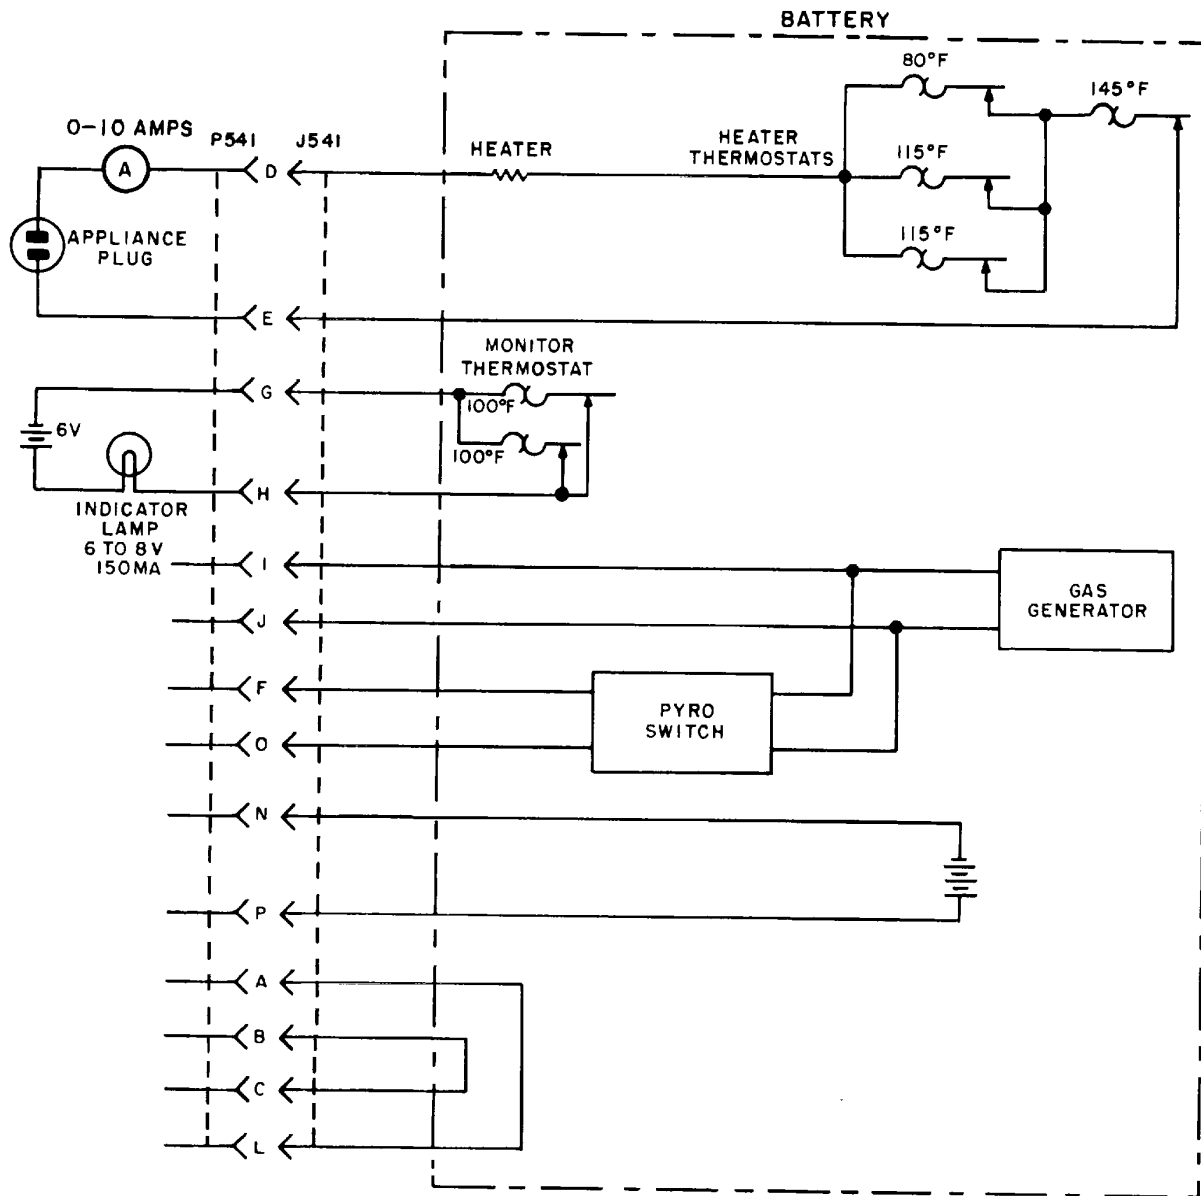 BATTERY
80°F
145°F
0-10 AMPS
P541
J541
HEATER
HEATER
THERMOSTATS
115°F
A
D
APPLIANCE
PLUG
115°F
E
MONITOR
THERMOSTAT
G
100°F
6V
100°F
H
INDICATOR
LAMP
6 TO 8V
150MA
I
GAS
GENERATOR
J
F
PYRO
SWITCH
O
N
P
A
B
C
L